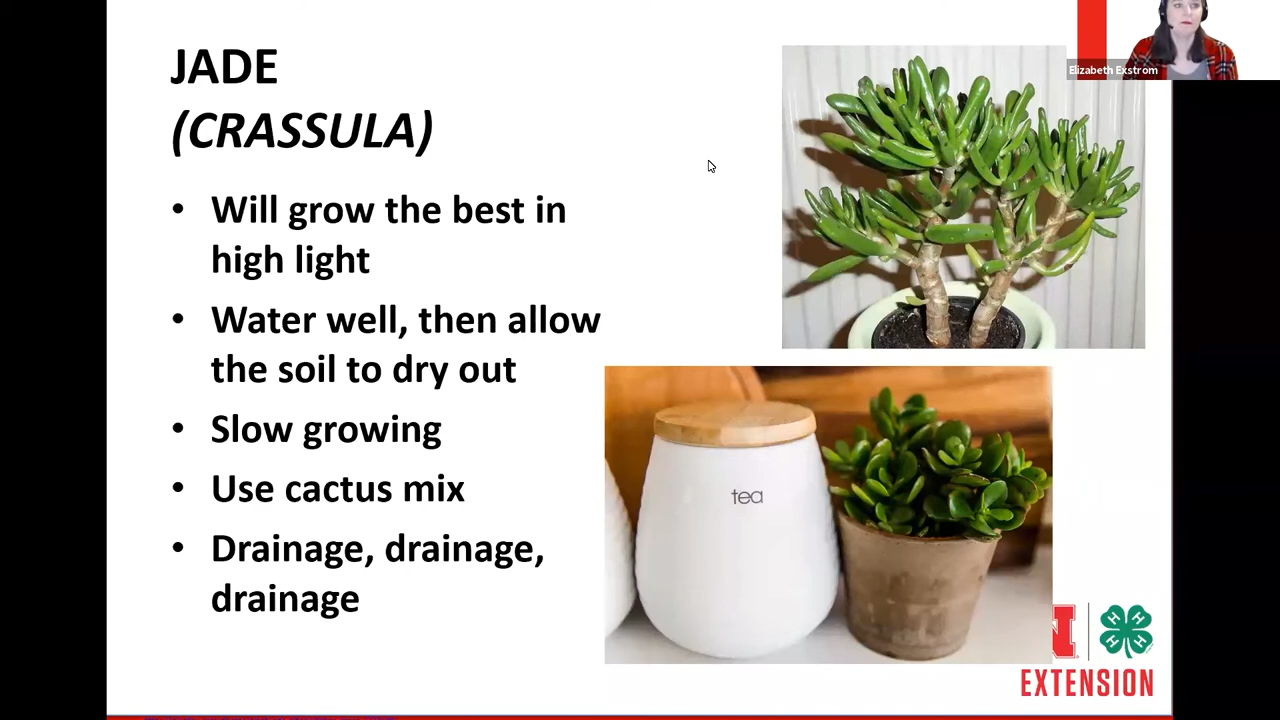 JADE
(CRASSULA)
• Will grow the best in
high light
• Water well, then allow
the soil to dry out
• Slow growing
• Use cactus mix
• Drainage, drainage,
drainage
Elizabeth Exstrom
tea
N
H H H H
EXTENSION